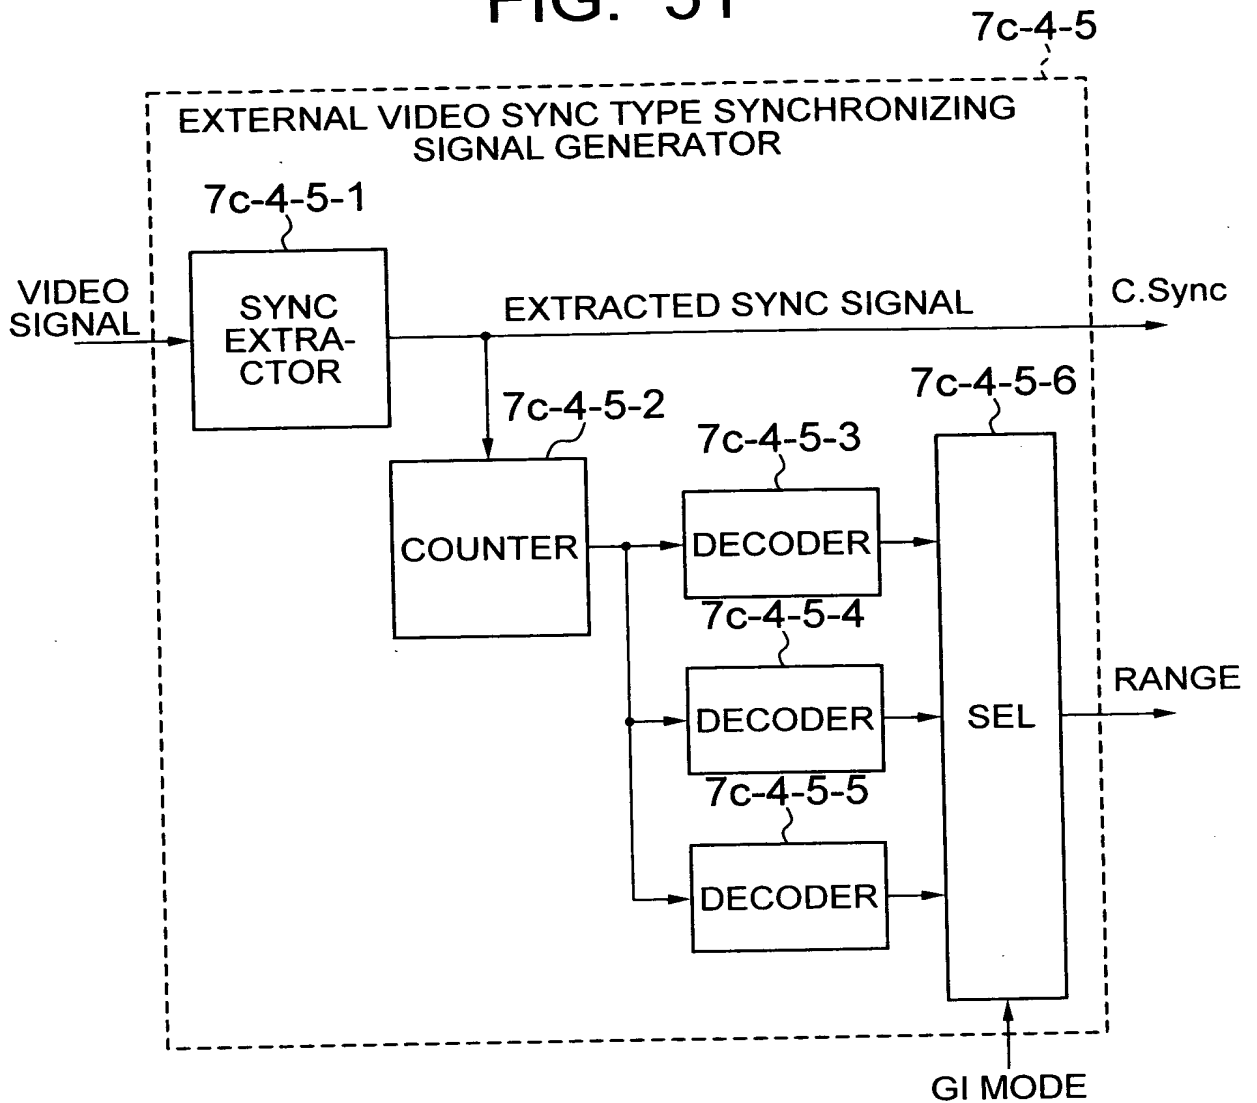 FIG. 51
7c-4-5
EXTERNAL VIDEO SYNC TYPE SYNCHRONIZING
SIGNAL GENERATOR
7c-4-5-1
VIDEO
SIGNAL
SYNC
EXTRA-
CTOR
EXTRACTED SYNC SIGNAL
C.Sync
7c-4-5-2
7c-4-5-6
7c-4-5-3
COUNTER
DECODER
7c-4-5-4
DECODER
SEL
RANGE
7c-4-5-5
DECODER
GI MODE